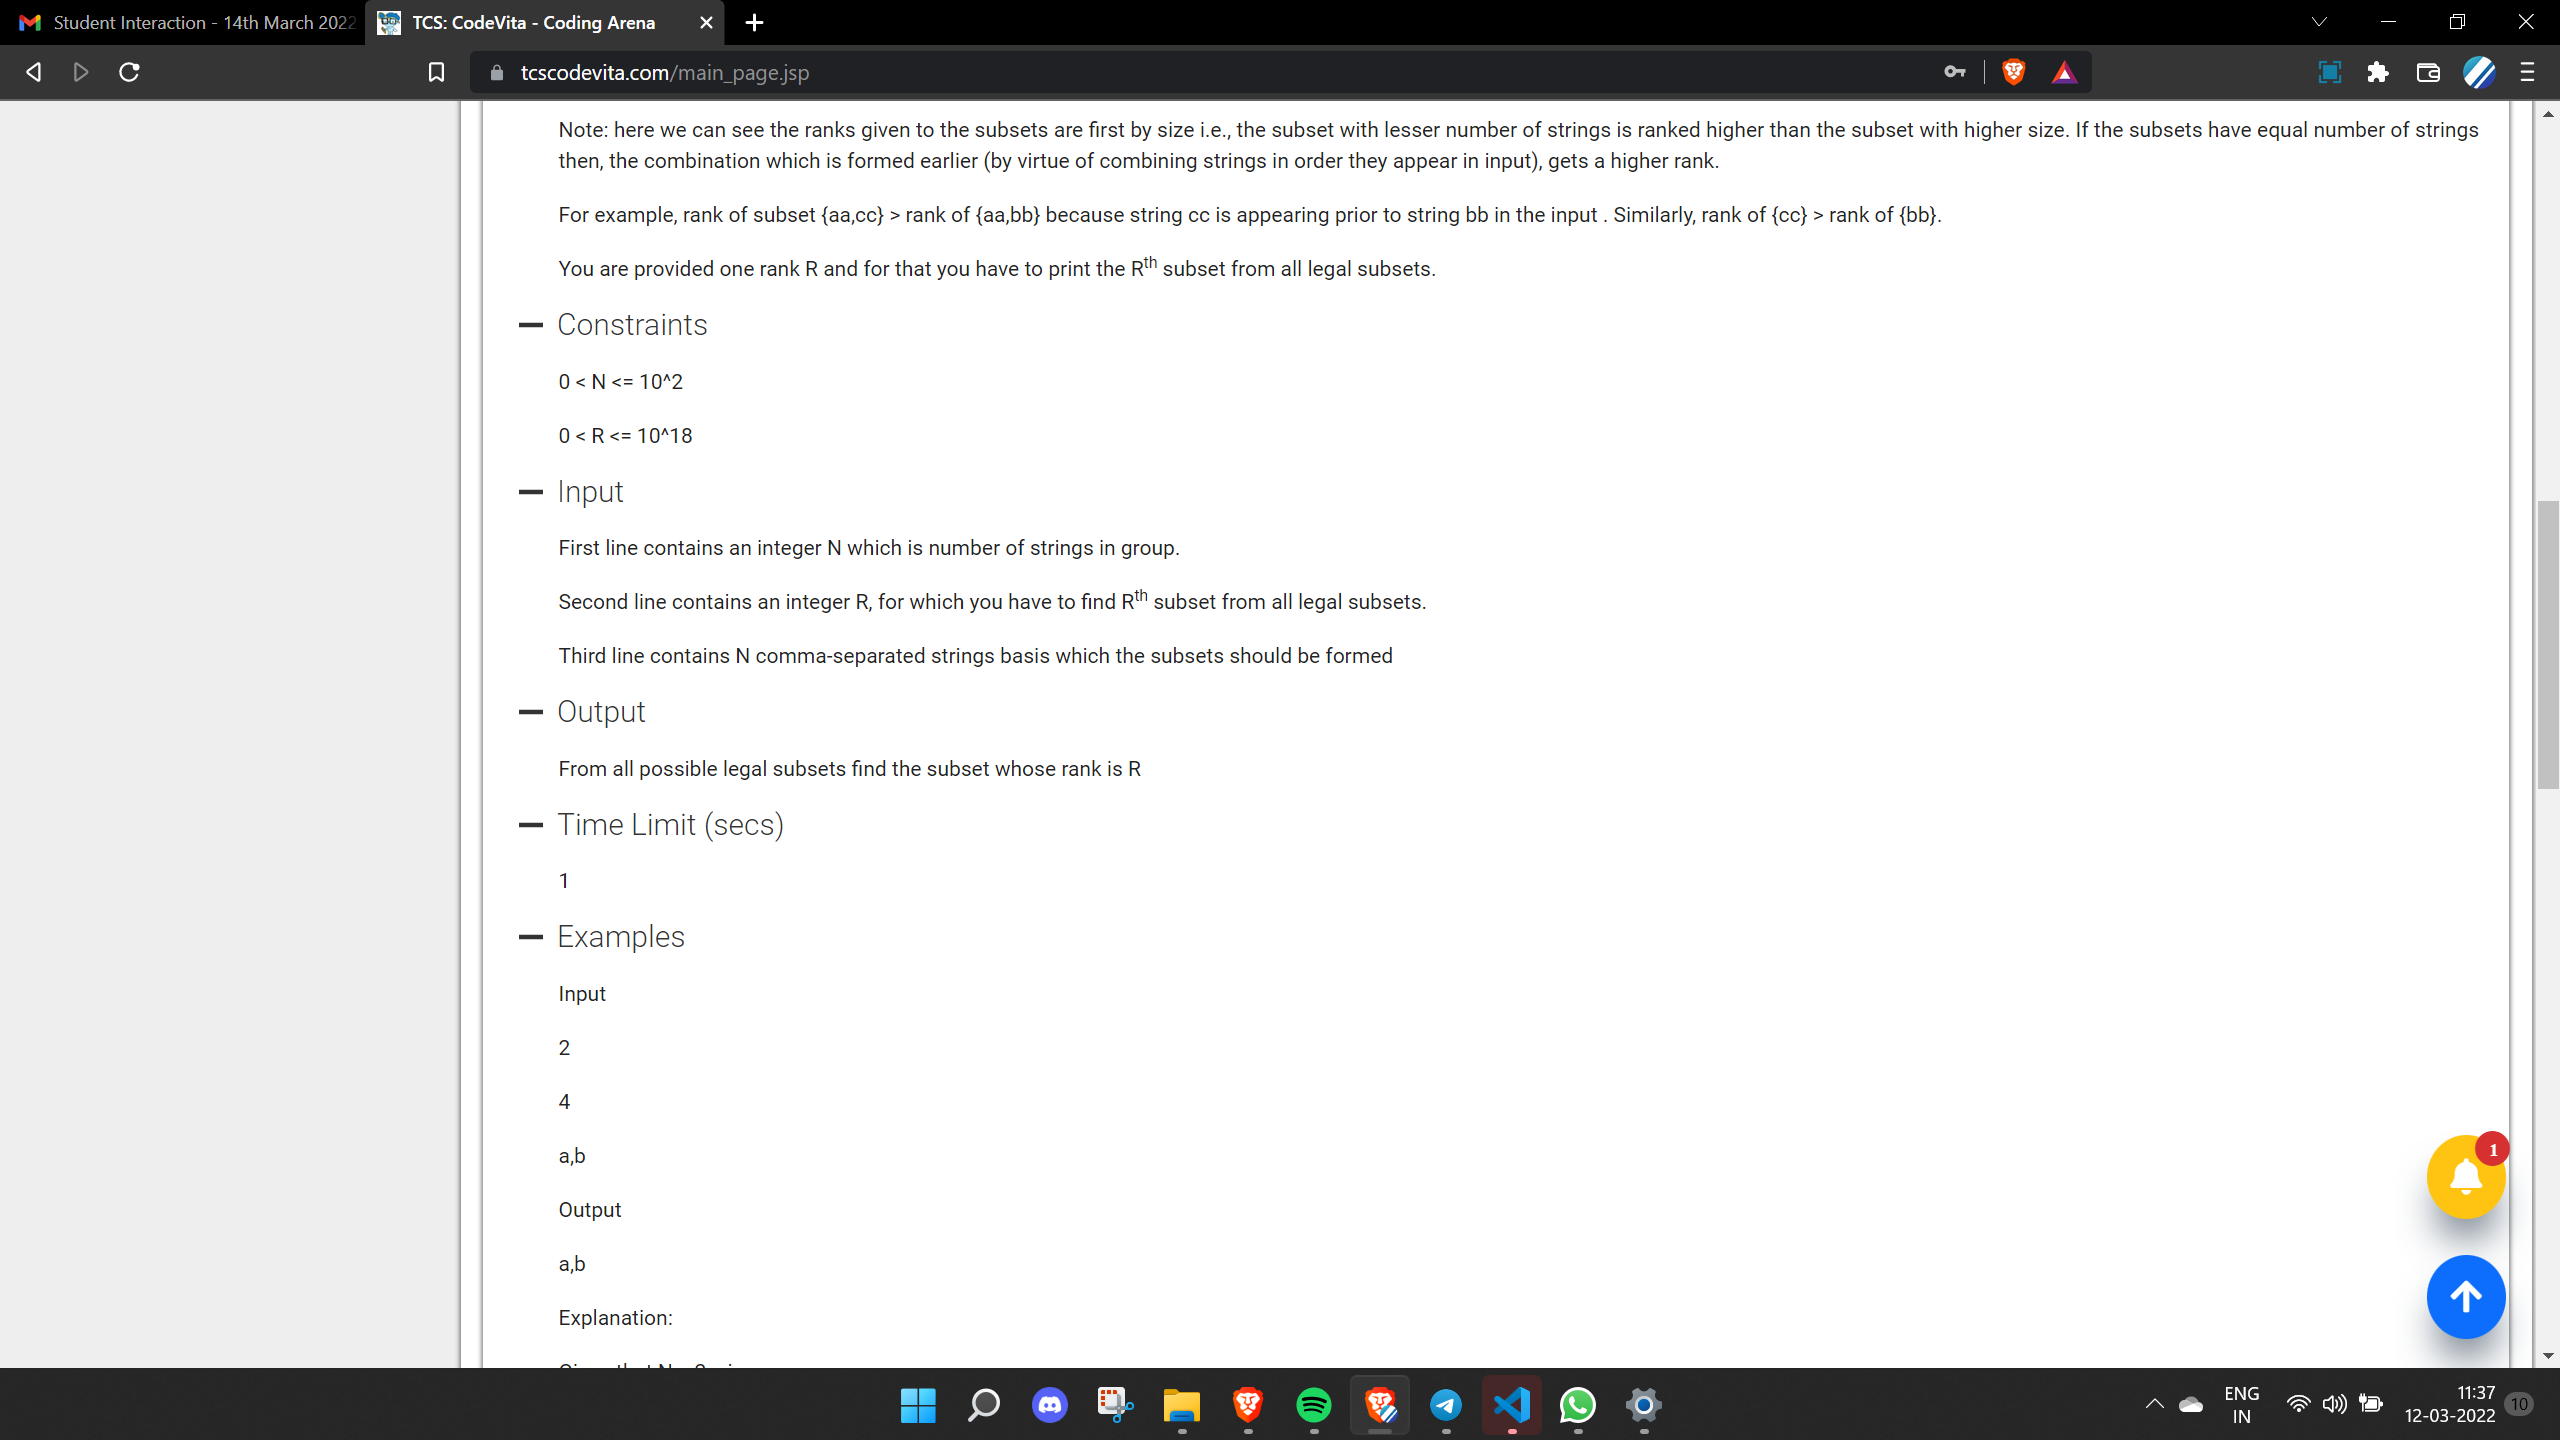 Student Interaction - 14th March 2022
TCS: CodeVita - Coding Arena
tcscodevita.com/main_page.jsp
Note: here we can see the ranks given to the subsets are first by size i.e., the subset with lesser number of strings is ranked higher than the subset with higher size. If the subsets have equal number of strings
then, the combination which is formed earlier (by virtue of combining strings in order they appear in input), gets a higher rank.
For example, rank of subset {aa,cc} > rank of {aa,bb} because string cc is appearing prior to string bb in the input . Similarly, rank of {cc} > rank of {bb}.
You are provided one rank R and for that you have to print the Rth subset from all legal subsets.
Constraints
0 < N <= 10^2
0 < R <= 10^18
Input
First line contains an integer N which is number of strings in group.
Second line contains an integer R, for which you have to find Rth subset from all legal subsets.
Third line contains N comma-separated strings basis which the subsets should be formed
Output
From all possible legal subsets find the subset whose rank is R
Time Limit (secs)
1
Examples
Input
2
4
a,b
Output
a,b
Explanation:
1
ENG
IN
11:37
12-03-2022
10